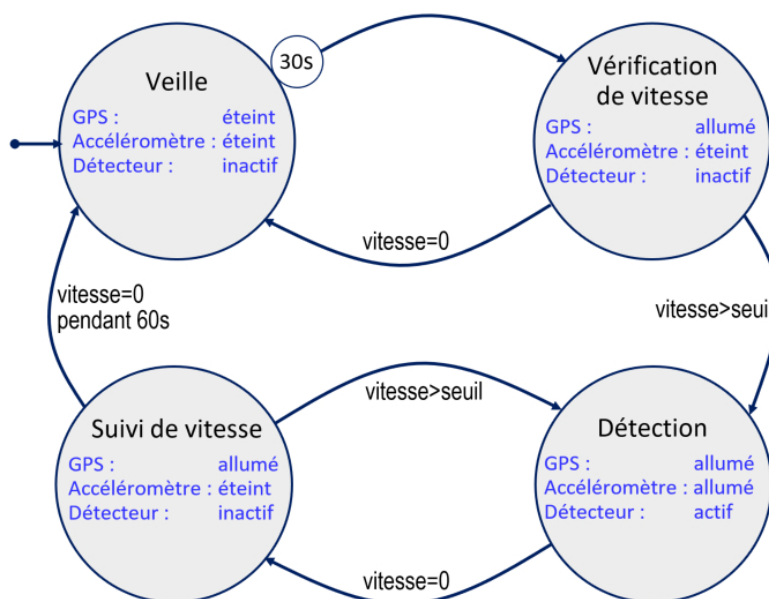 Veille
GPS : éteint
Accéléromètre : éteint
Détecteur : inactif
30s
Vérification
de vitesse
GPS : allumé
Accéléromètre : éteint
Détecteur : inactif
vitesse=0
vitesse=0
pendant 60s
vitesse>seui
vitesse>seuil
Suivi de vitesse
GPS : allumé
Accéléromètre : éteint
Détecteur : inactif
Détection
GPS : allumé
Accéléromètre : allumé
Détecteur : actif
vitesse=0